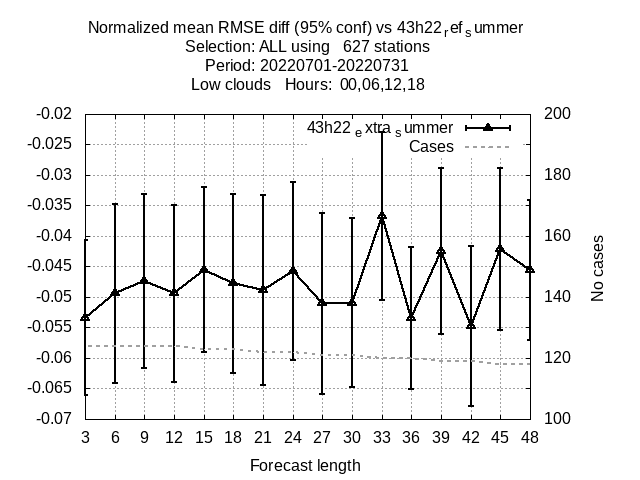 Normalized mean RMSE diff (95% conf) vs 43h22refsummer
Selection: ALL using 627 stations
Period: 20220701-20220731
Low clouds Hours: 00,06,12,18
43h22extrasummer
Cases
-0.02
-0.025
-0.03
-0.035
-0.04
-0.045
-0.05
-0.055
-0.06
-0.065
-0.07
200
180
160
140
120
100
No cases
3 6 9 12 15 18 21 24 27 30 33 36 39 42 45 48
Forecast length